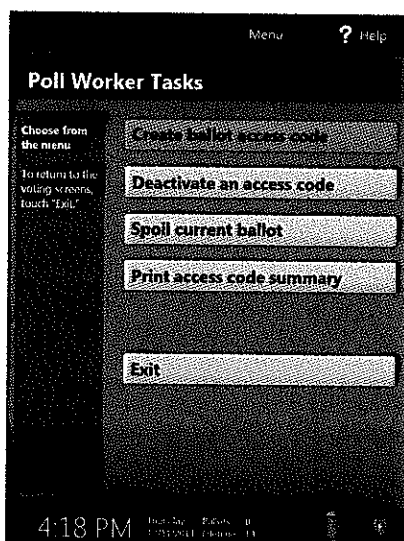 Menu ? Help
Poll Worker Tasks
Choose from
the menu
To return to the
voting screens,
touch "Exit."
Create ballot access code
Deactivate an access code
Spoil current ballot
Print access code summary
Exit
4:18 PM